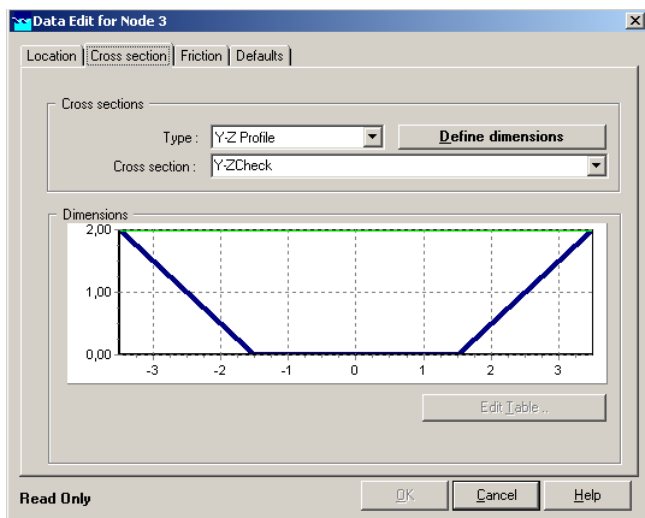 Data Edit for Node 3
Location Cross section Friction Defaults
Cross sections
Type : Y-Z Profile Define dimensions
Cross section : Y-ZCheck
Dimensions
2,00
1,00
0,00
-3 -2 -1 0 1 2 3
Edit Table ..
Read Only OK Cancel Help